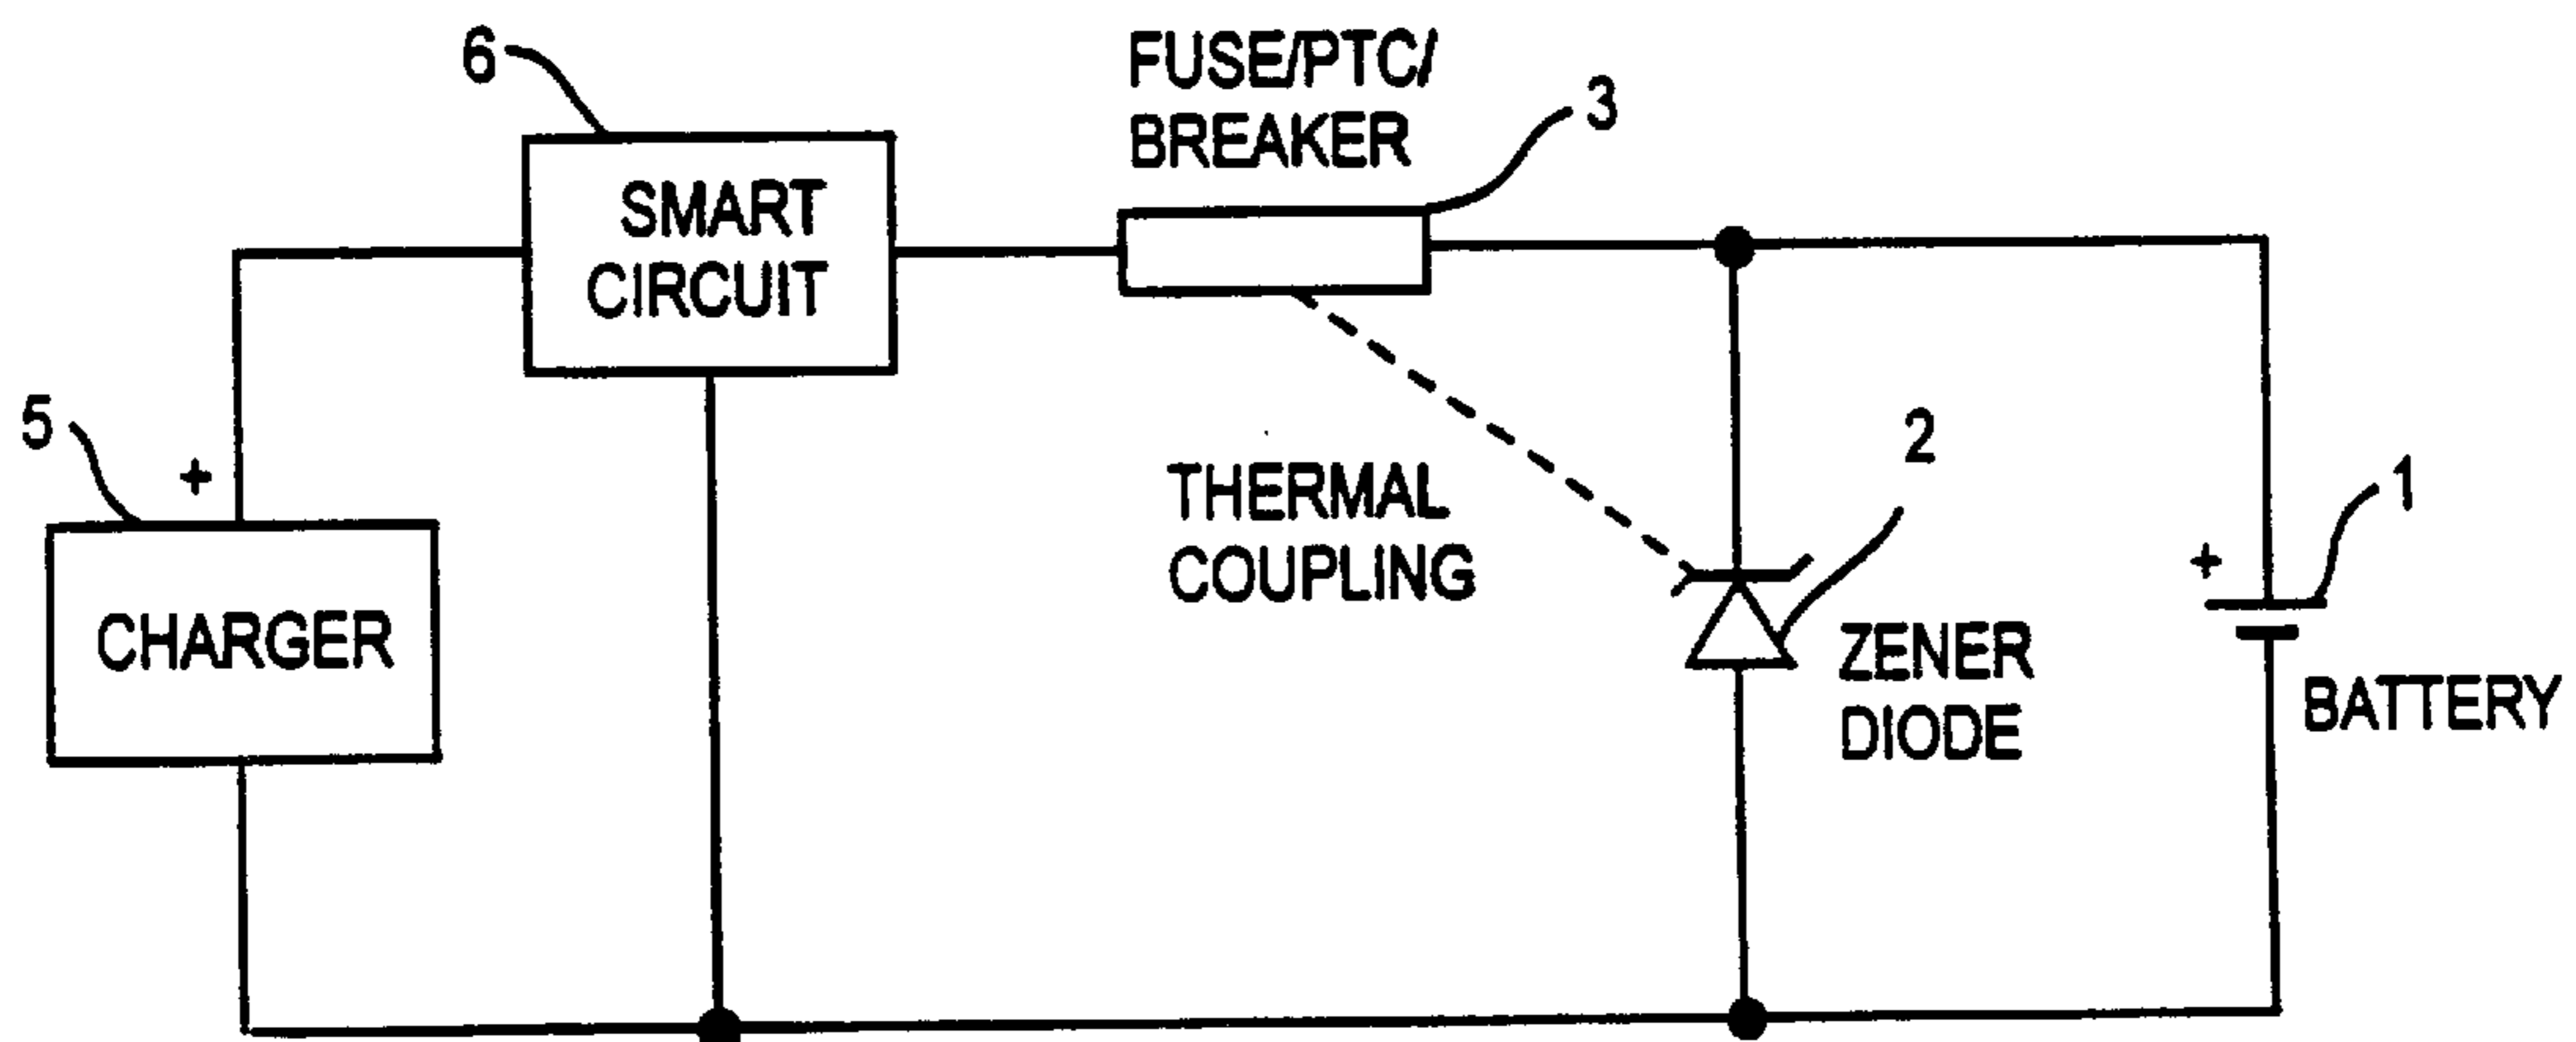 6
FUSE/PTC/
BREAKER
3
SMART
CIRCUIT
5
+
CHARGER
THERMAL
COUPLING
2
ZENER
DIODE
1
+
BATTERY